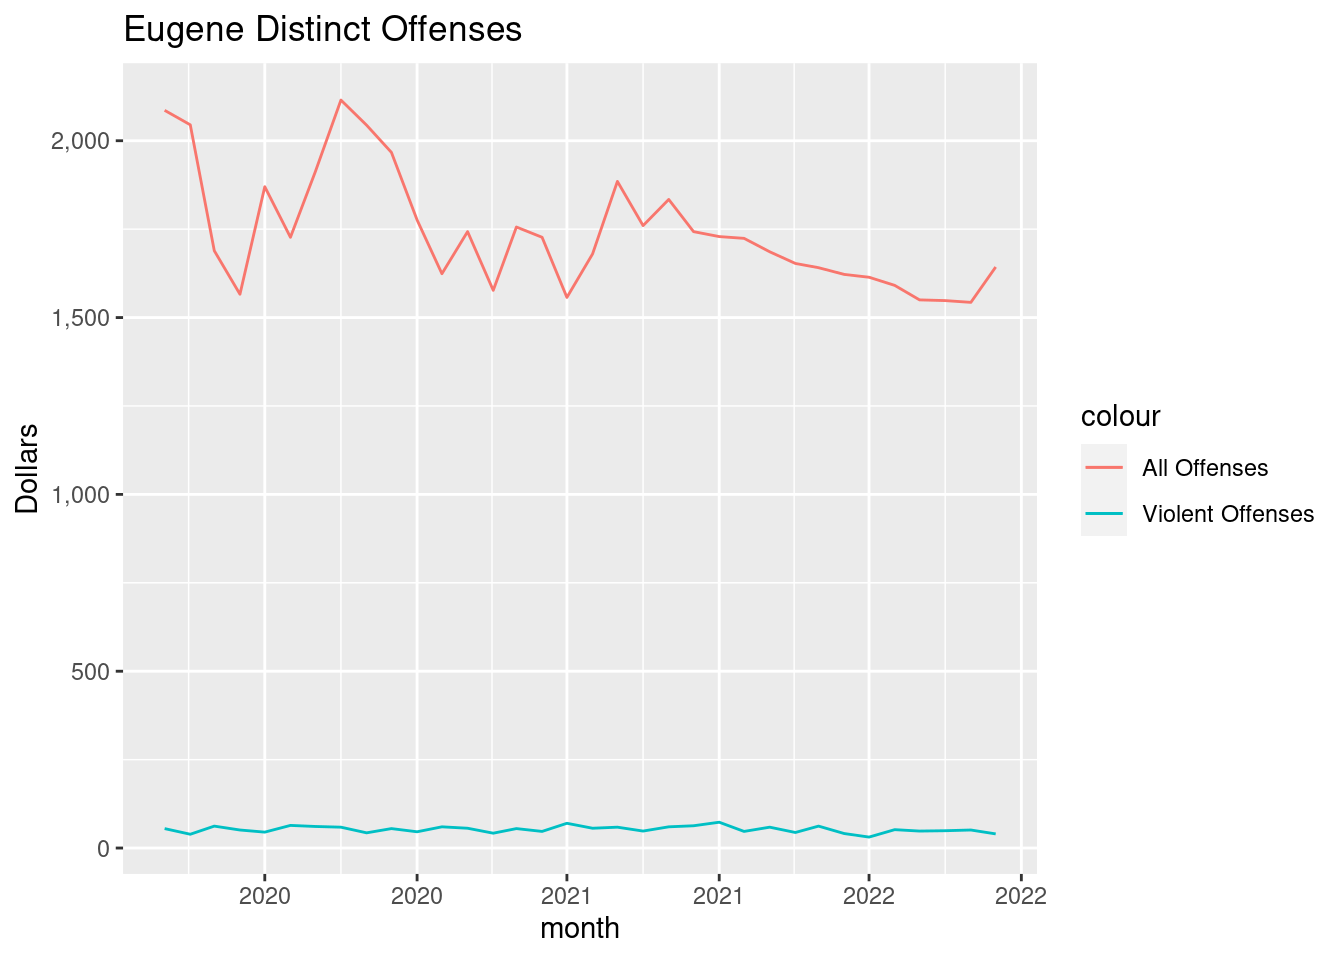 Eugene Distinct Offenses
2,000
1,500
1,000
500
0
Dollars
2020
2020
2021
2021
2022
2022
month
colour
All Offenses
Violent Offenses